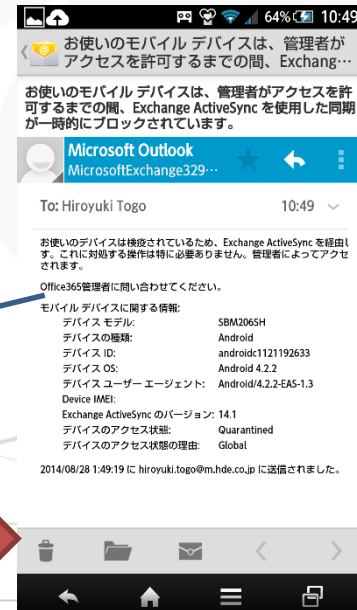 64% 10:49
お使いのモバイル デバイスは、管理者が
アクセスを許可するまでの間、Exchang…
お使いのモバイル デバイスは、管理者がアクセスを許
可するまでの間、Exchange ActiveSync を使用した同期
が一時的にブロックされています。
Microsoft Outlook
MicrosoftExchange329…
To: Hiroyuki Togo 10:49
お使いのデバイスは検疫されているため、Exchange ActiveSync を経由し
す。これに対処する操作は特に必要ありません。管理者によってアクセ
されます。
Office365管理者に問い合わせてください。
モバイル デバイスに関する情報:
デバイス モデル: SBM206SH
デバイスの種類: Android
デバイス ID: androidc1121192633
デバイス OS: Android 4.2.2
デバイス ユーザー エージェント: Android/4.2.2-EAS-1.3
Device IMEI:
Exchange ActiveSync のバージョン: 14.1
デバイスのアクセス状態: Quarantined
デバイスのアクセス状態の理由: Global
2014/08/28 1:49:19 に hiroyuki.togo@m.hde.co.jp に送信されました。